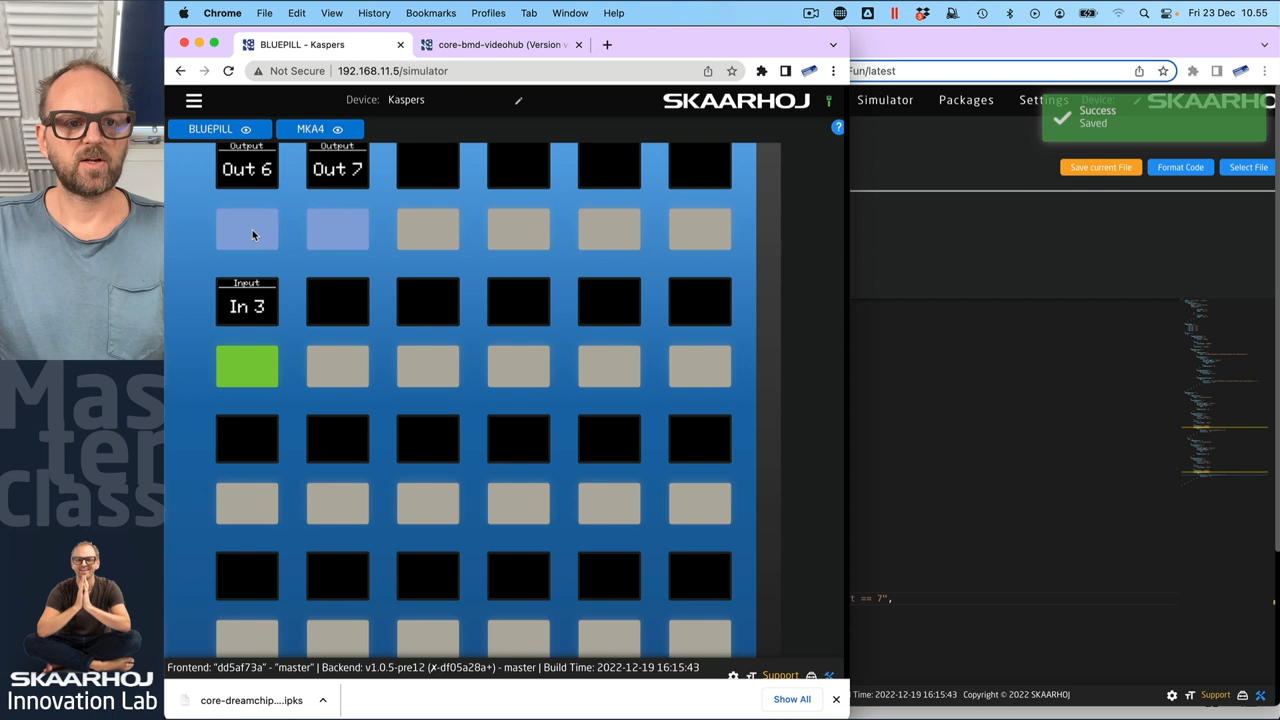 Chrome File Edit View History Bookmarks Profiles Tab Window Help Fri 23 Dec 10.55
BLUEPILL - Kaspers
core-bmd-videohub (Version
Not Secure 192.168.11.5/simulator
Fun/latest
Device: Kaspers
SKAARHOJ
Simulator Packages Settings Device: SKAARHO
Success
Saved
BLUEPILL
MKA4
?
Save current File Format Code Select File
Output Output
Out 6 Out 7
Input
In 3
t == 7",
Mas
ter
Class
SKAARHOJ
Innovation Lab
Frontend: "dd5af73a" - "master" | Backend: v1.0.5-pre12 (✗-df05a28a+) - master | Build Time: 2022-12-19 16:15:43
Support
Time: 2022-12-19 16:15:43 Copyright © 2022 SKAARHOJ
Support
core-dreamchip....ipks
Show All